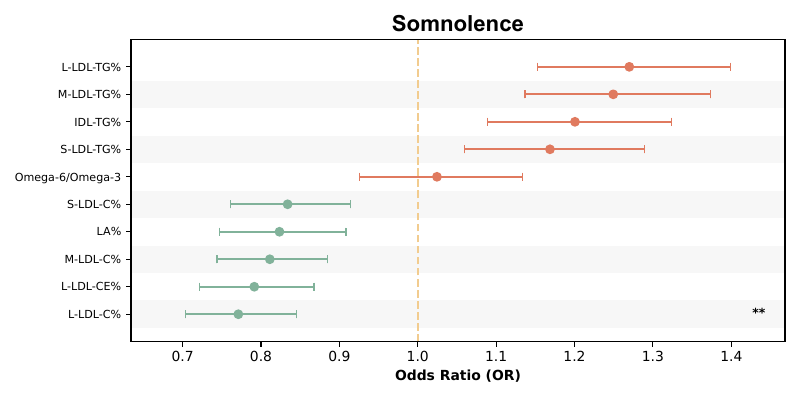 Somnolence
L-LDL-TG%
M-LDL-TG%
IDL-TG%
S-LDL-TG%
Omega-6/Omega-3
S-LDL-C%
LA%
M-LDL-C%
L-LDL-CE%
L-LDL-C%
**
0.7 0.8 0.9 1.0 1.1 1.2 1.3 1.4
Odds Ratio (OR)